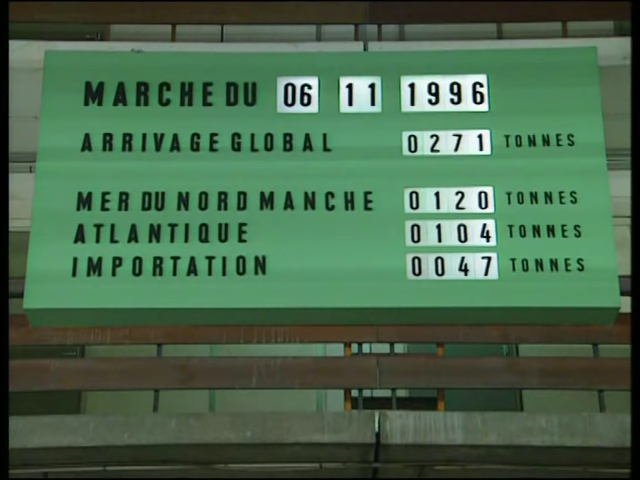 MARCHE DU 06 11 1996
ARRIVAGE GLOBAL 0271 TONNES
MER DU NORD MANCHE 0120 TONNES
ATLANTIQUE 0104 TONNES
IMPORTATION 0047 TONNES